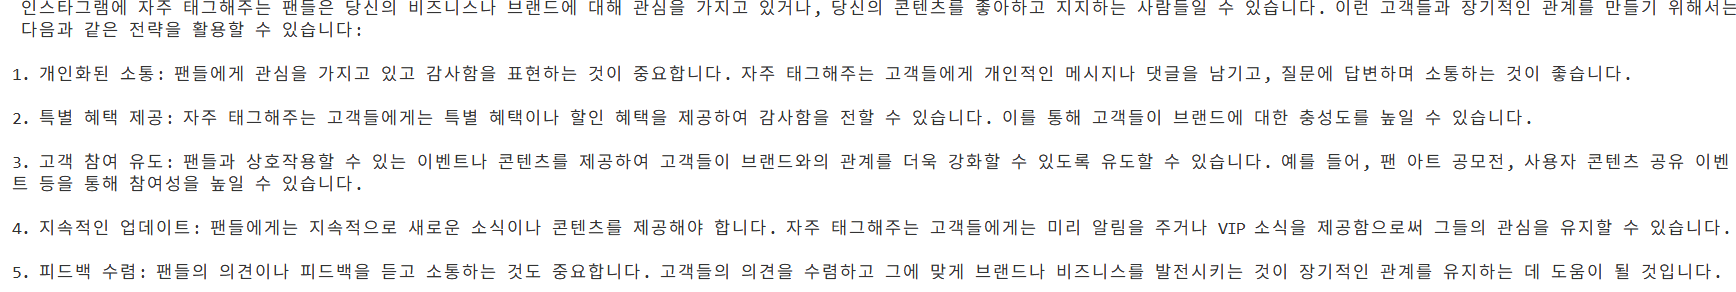 인스타그램에 자주 태그해주는 팬들은 당신의 비즈니스나 브랜드에 대해 관심을 가지고 있거나, 당신의 콘텐츠를 좋아하고 지지하는 사람들일 수 있습니다. 이런 고객들과 장기적인 관계를 만들기 위해서는
다음과 같은 전략을 활용할 수 있습니다:
1. 개인화된 소통: 팬들에게 관심을 가지고 있고 감사함을 표현하는 것이 중요합니다. 자주 태그해주는 고객들에게 개인적인 메시지나 댓글을 남기고, 질문에 답변하며 소통하는 것이 좋습니다.
2. 특별 혜택 제공: 자주 태그해주는 고객들에게는 특별 혜택이나 할인 혜택을 제공하여 감사함을 전할 수 있습니다. 이를 통해 고객들이 브랜드에 대한 충성도를 높일 수 있습니다.
3. 고객 참여 유도: 팬들과 상호작용할 수 있는 이벤트나 콘텐츠를 제공하여 고객들이 브랜드와의 관계를 더욱 강화할 수 있도록 유도할 수 있습니다. 예를 들어, 팬 아트 공모전, 사용자 콘텐츠 공유 이벤
트 등을 통해 참여성을 높일 수 있습니다.
4. 지속적인 업데이트: 팬들에게는 지속적으로 새로운 소식이나 콘텐츠를 제공해야 합니다. 자주 태그해주는 고객들에게는 미리 알림을 주거나 VIP 소식을 제공함으로써 그들의 관심을 유지할 수 있습니다.
5. 피드백 수렴: 팬들의 의견이나 피드백을 듣고 소통하는 것도 중요합니다. 고객들의 의견을 수렴하고 그에 맞게 브랜드나 비즈니스를 발전시키는 것이 장기적인 관계를 유지하는 데 도움이 될 것입니다.